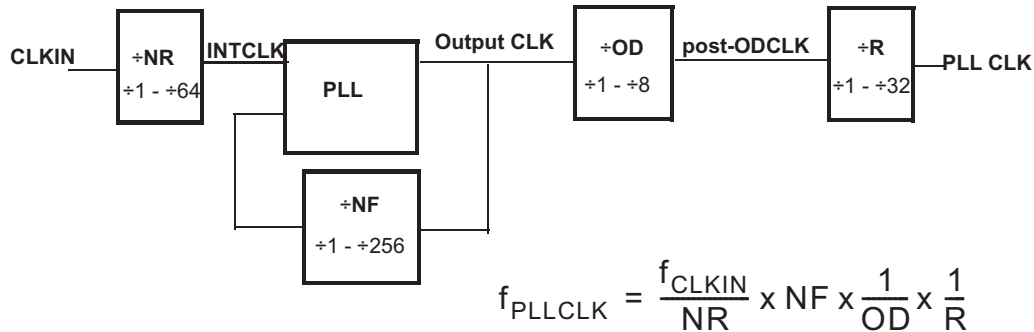 CLKIN
÷NR
÷1 - ÷64
INTCLK
PLL
Output CLK
÷OD
÷1 - ÷8
post-ODCLK
÷R
÷1 - ÷32
PLL CLK
÷NF
÷1 - ÷256
f_PLLCLK = f_CLKIN/NR x NF x 1/OD x 1/R